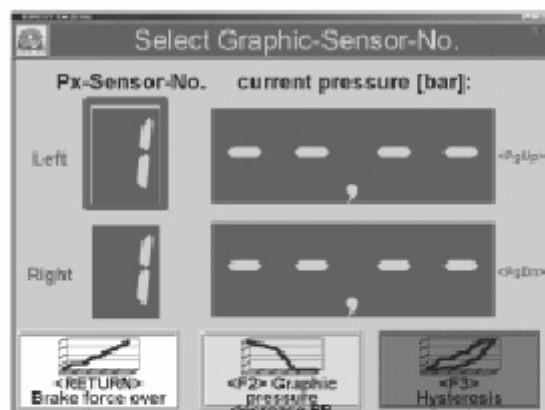 Select Graphic-Sensor-No.
Px-Sensor-No. current pressure [bar]:
Left 1 - - , - - <PgUp>
Right 1 - - , - - <PgDn>
<RETURN> <F2> Graphic <F3>
Brake force over pressure Hysteresis